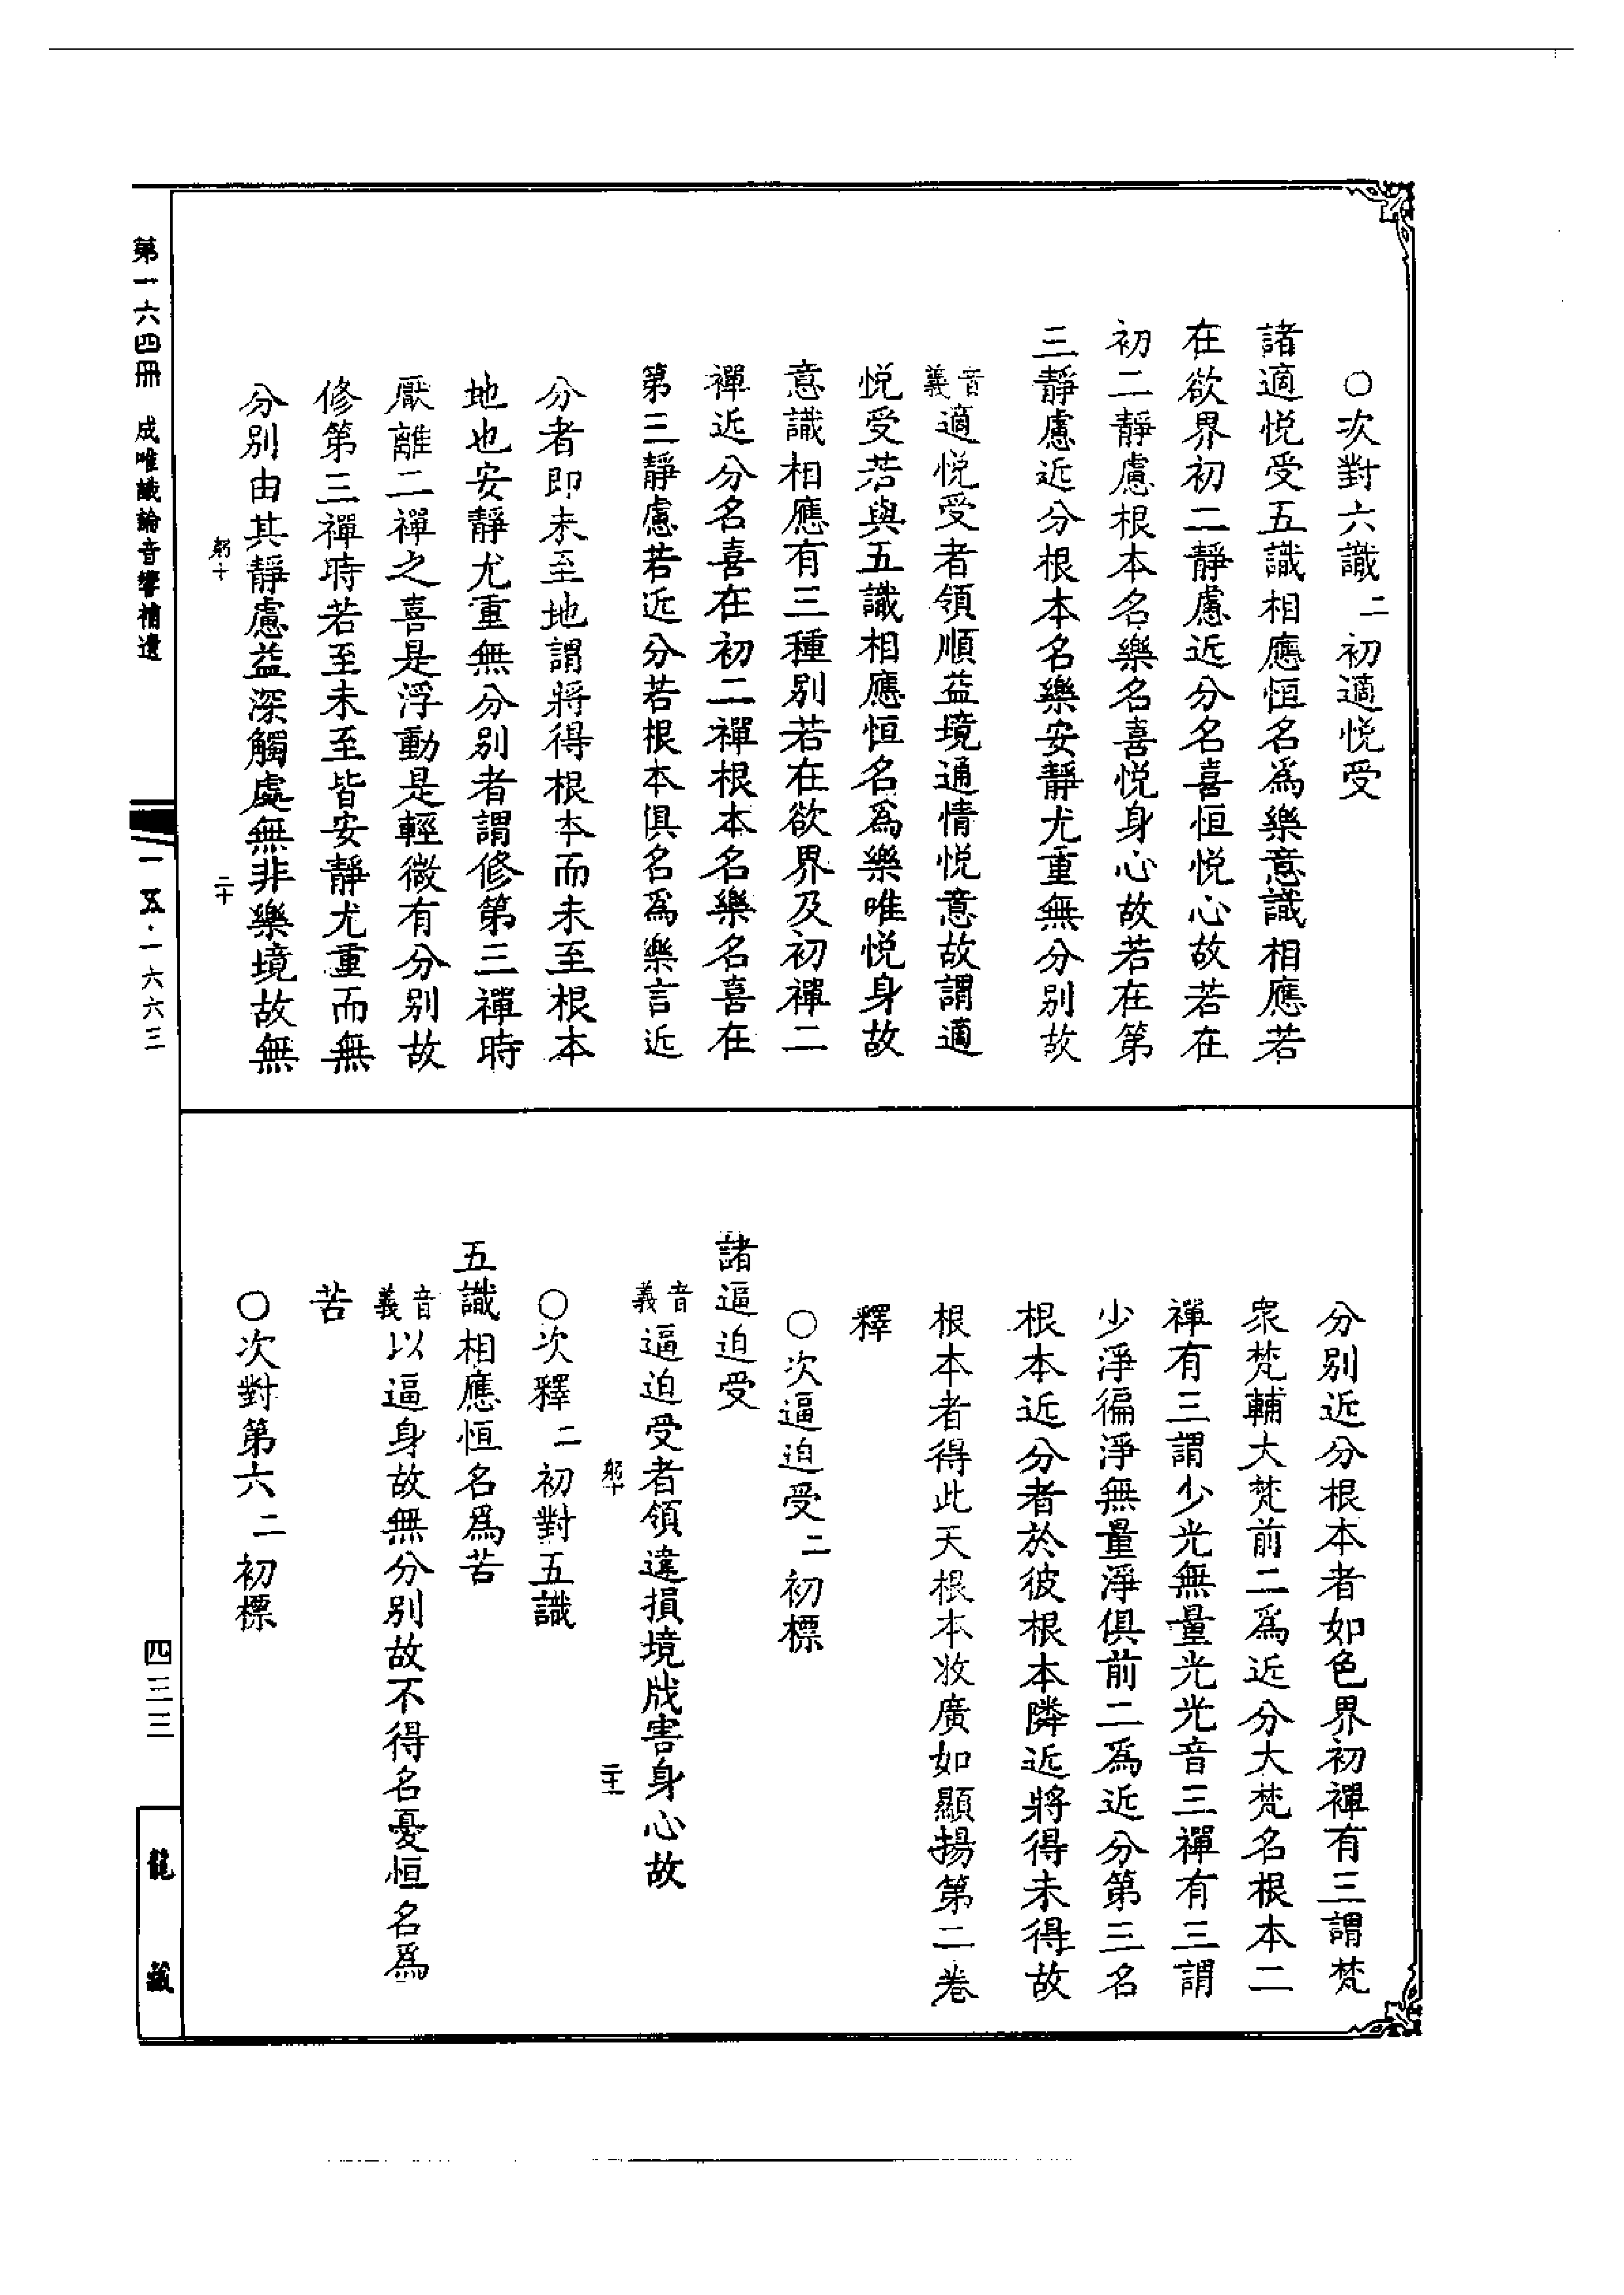 ○次對六識二初適悅受
諸適悅受五識相應恒名爲樂意識相應若
在欲界初二靜慮近分名喜恒悅心故若在
初二靜慮根本名樂名喜悅身心故若在第
三靜慮近分根本名樂安靜尤重無分別故
音義適悅受者領順益境通情悅意故謂適
悅受若與五識相應恒名爲樂唯悅身故
意識相應有三種別若在欲界及初禪二
禪近分名喜在初二禪根本名樂名喜在
第三靜慮若近分若根本俱名爲樂言近
分者即未至地謂將得根本而未至根本
地也安靜尤重無分別者謂修第三禪時
厭離二禪之喜是浮動是輕微有分別故
修第三禪時若至未至皆安靜尤重而無
分別由其靜慮益深觸處無非樂境故無
躬十 二十
分別近分根本者如色界初禪有三謂梵
衆梵輔大梵前二爲近分大梵名根本二
禪有三謂少光無量光光音三禪有三謂
少淨徧淨無量淨俱前二爲近分第三名
根本近分者於彼根本隣近將得未得故
根本者得此天根本妝廣如顯揚第二卷
釋
○次逼迫受二初標
諸逼迫受
音義逼迫受者領違損境戕害身心故
躬十 二十一
○次釋二初對五識
五識相應恒名爲苦
音義以逼身故無分別故不得名憂恒名爲
苦
○次對第六二初標
第一六四冊 成唯識論音響補遺
一五·一六六三
四三三
龍藏